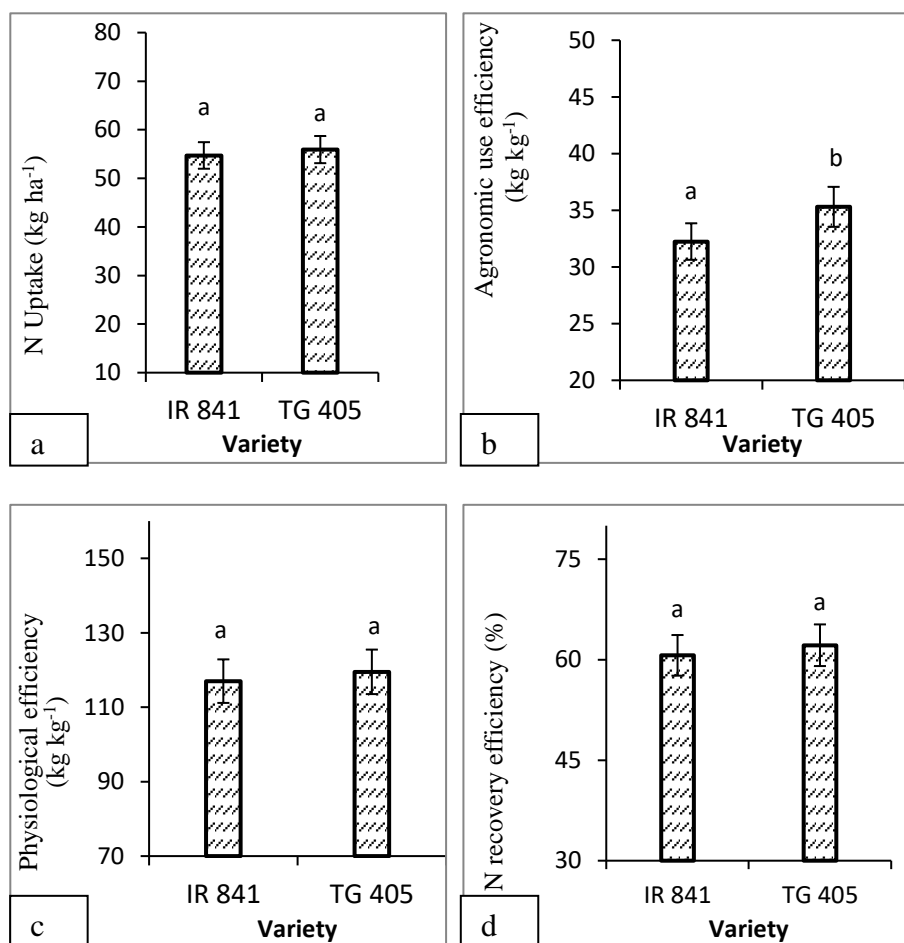 N Uptake (kg ha⁻¹)
80
70
60
50
40
30
20
10
a
a
IR 841
TG 405
Variety
a
Agronomic use efficiency
(kg kg⁻¹)
50
45
40
35
30
25
20
a
b
IR 841
TG 405
Variety
b
Physiological efficiency
(kg kg⁻¹)
150
130
110
90
70
a
a
IR 841
TG 405
Variety
c
N recovery efficiency (%)
75
60
45
30
a
a
IR 841
TG 405
Variety
d